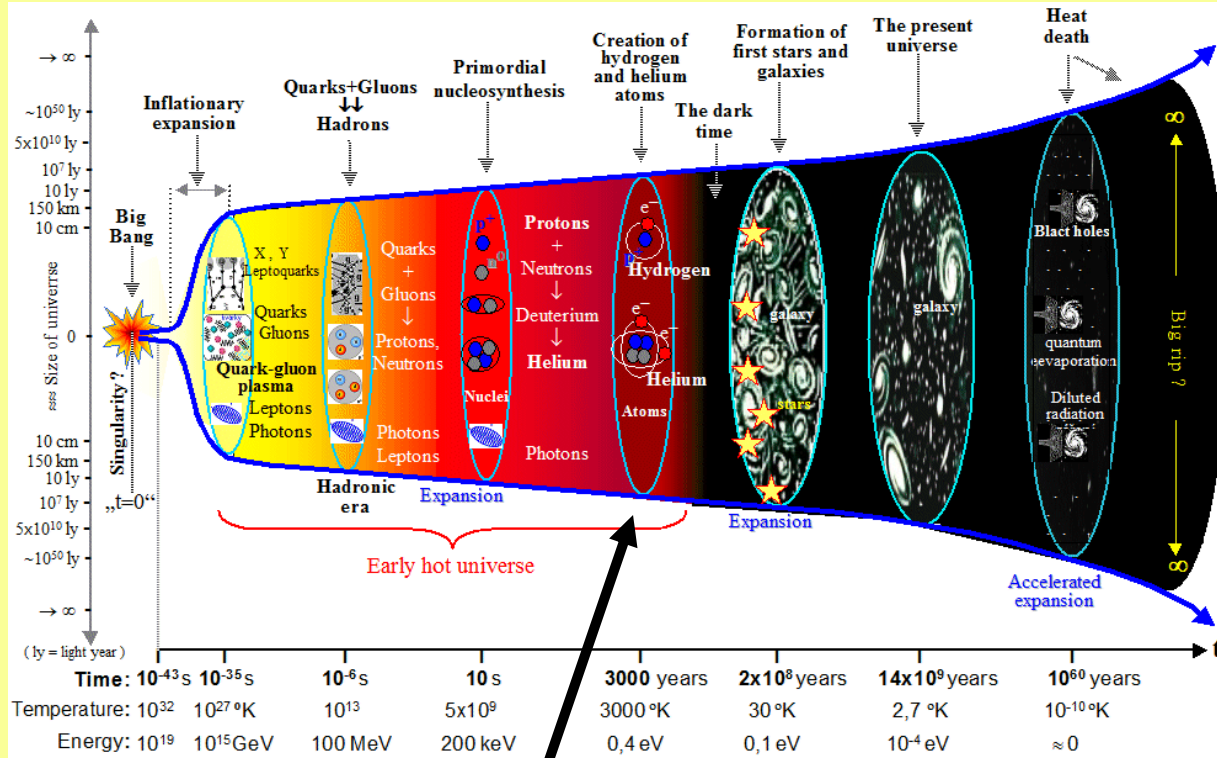 Big
Bang
Inflationary
expansion
Quarks+Gluons
Hadrons
Primordial
nucleosynthesis
Creation of
hydrogen
and helium
atoms
The dark
time
Formation of
first stars and
galaxies
The present
universe
Heat
death
≈≈ Size of universe
→ ∞
~10⁵⁰ ly
5x10¹⁰ ly
10⁷ ly
10 ly
150 km
10 cm
0
10 cm
150 km
10 ly
10⁷ ly
5x10¹⁰ ly
~10⁵⁰ ly
→ ∞
( ly = light year )
Singularity ?
„t=0“
X , Y
Leptoquarks
Quarks
Gluons
Quark-gluon
plasma
Leptons
Photons
Quarks
+
Gluons
↓
Protons,
Neutrons
Photons
Leptons
Hadronic
era
p⁺
n⁰
Nuclei
Expansion
Protons
+
Neutrons
↓
Deuterium
↓
Helium
Photons
e⁻
p⁺
Hydrogen
e⁻
e⁻
Helium
Atoms
Early hot universe
galaxy
stars
Expansion
galaxy
Blact holes
quantum
eevaporation
Diluted
radiation
Accelerated
expansion
∞
Big rip ?
∞
t
Time: 10⁻⁴³ s 10⁻³⁵ s 10⁻⁶ s 10 s 3000 years 2x10⁸ years 14x10⁹ years 10⁶⁰ years
Temperature: 10³² 10²⁷ ºK 10¹³ 5x10⁹ 3000 ºK 30 ºK 2,7 ºK 10⁻¹⁰ ºK
Energy: 10¹⁹ 10¹⁵ GeV 100 MeV 200 keV 0,4 eV 0,1 eV 10⁻⁴ eV ≈ 0